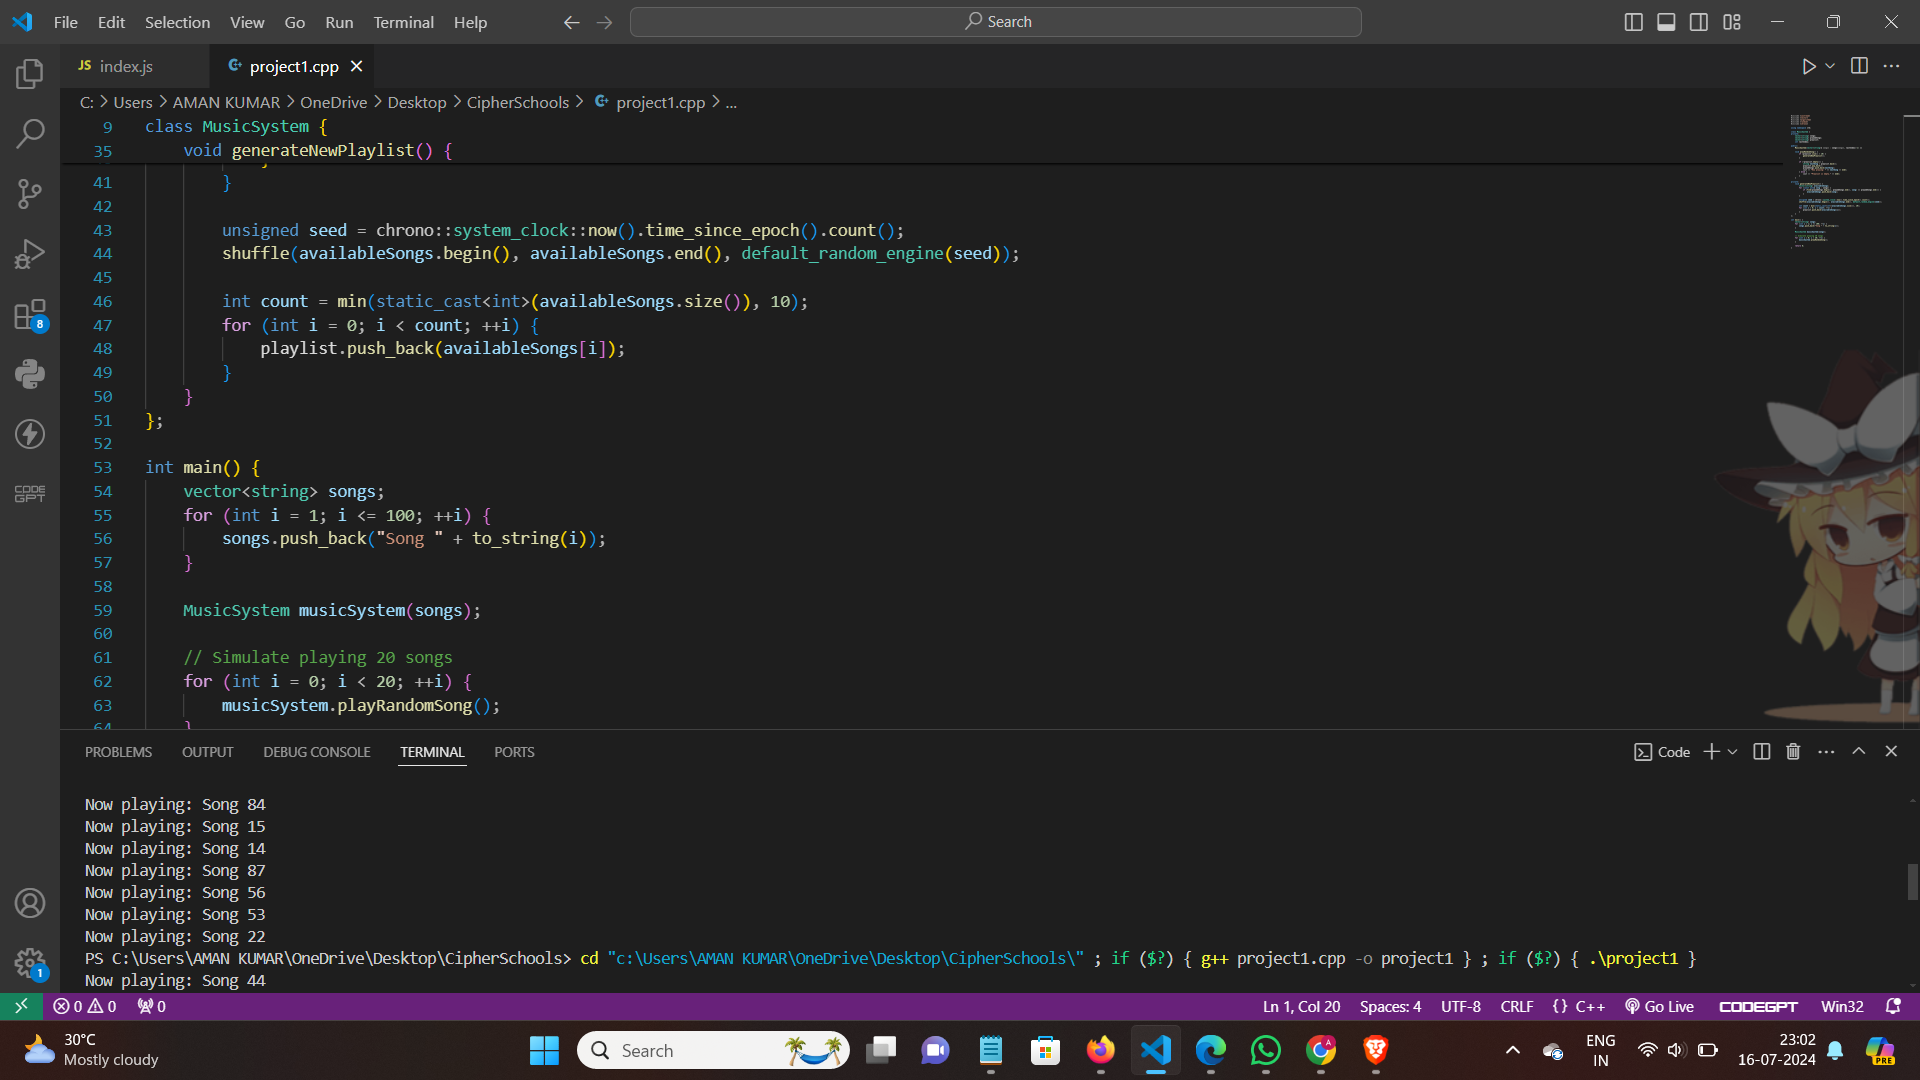 File Edit Selection View Go Run Terminal Help
Search
JS index.js
project1.cpp
C: > Users > AMAN KUMAR > OneDrive > Desktop > CipherSchools > project1.cpp > ...
9 class MusicSystem {
35 void generateNewPlaylist() {
41 }
42
43 unsigned seed = chrono::system_clock::now().time_since_epoch().count();
44 shuffle(availableSongs.begin(), availableSongs.end(), default_random_engine(seed));
45
46 int count = min(static_cast<int>(availableSongs.size()), 10);
47 for (int i = 0; i < count; ++i) {
48 playlist.push_back(availableSongs[i]);
49 }
50 }
51 };
52
53 int main() {
54 vector<string> songs;
55 for (int i = 1; i <= 100; ++i) {
56 songs.push_back("Song " + to_string(i));
57 }
58
59 MusicSystem musicSystem(songs);
60
61 // Simulate playing 20 songs
62 for (int i = 0; i < 20; ++i) {
63 musicSystem.playRandomSong();
64 }
8
CODE
GPT
1
PROBLEMS OUTPUT DEBUG CONSOLE TERMINAL PORTS
Code
Now playing: Song 84
Now playing: Song 15
Now playing: Song 14
Now playing: Song 87
Now playing: Song 56
Now playing: Song 53
Now playing: Song 22
PS C:\Users\AMAN KUMAR\OneDrive\Desktop\CipherSchools> cd "c:\Users\AMAN KUMAR\OneDrive\Desktop\CipherSchools\" ; if ($?) { g++ project1.cpp -o project1 } ; if ($?) { .\project1 }
Now playing: Song 44
0 0 0
Ln 1, Col 20 Spaces: 4 UTF-8 CRLF {} C++ Go Live CODEGPT Win32
30°C
Mostly cloudy
Search
A
ENG
IN
23:02
16-07-2024
PRE